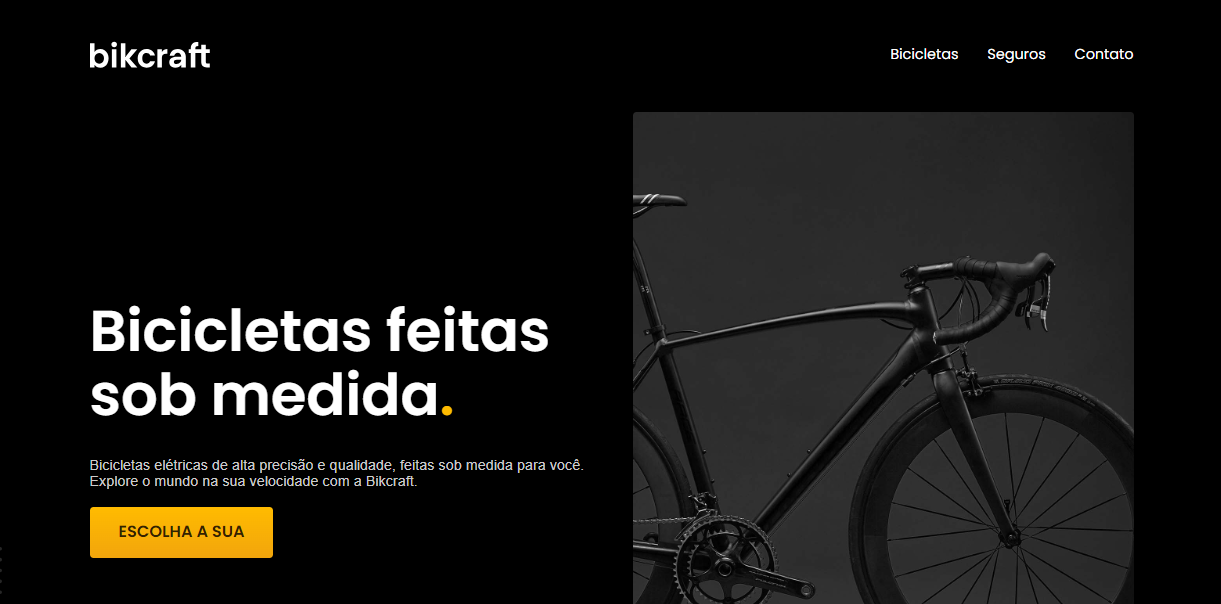 bikcraft
Bicicletas Seguros Contato
Bicicletas feitas
sob medida.
Bicicletas elétricas de alta precisão e qualidade, feitas sob medida para você.
Explore o mundo na sua velocidade com a Bikcraft.
ESCOLHA A SUA